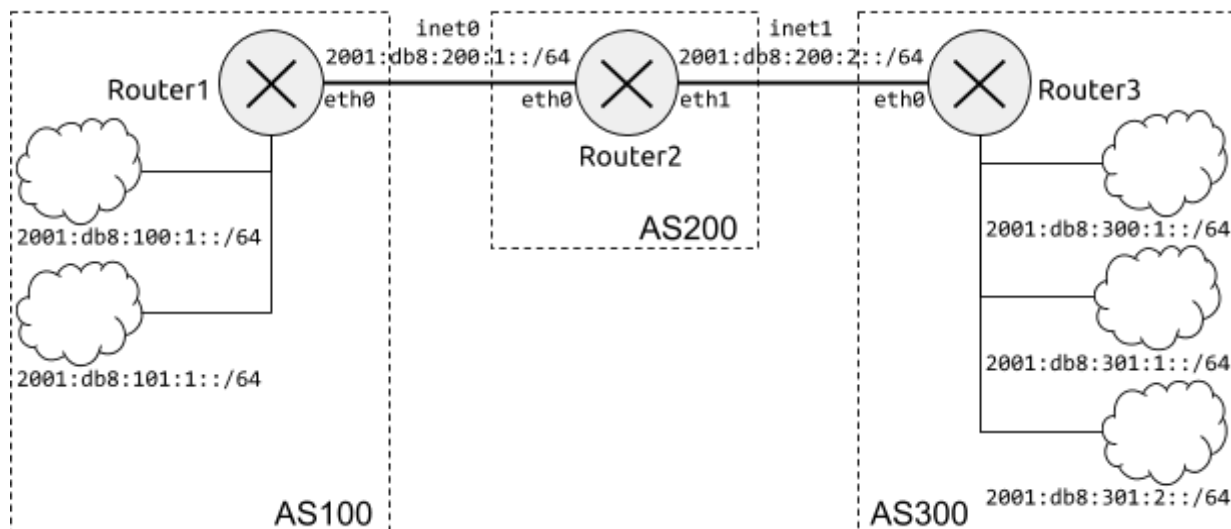 inet0
2001:db8:200:1::/64
inet1
2001:db8:200:2::/64
Router1
eth0
eth0
eth1
eth0
Router3
Router2
2001:db8:100:1::/64
AS200
2001:db8:300:1::/64
2001:db8:101:1::/64
2001:db8:301:1::/64
2001:db8:301:2::/64
AS100
AS300